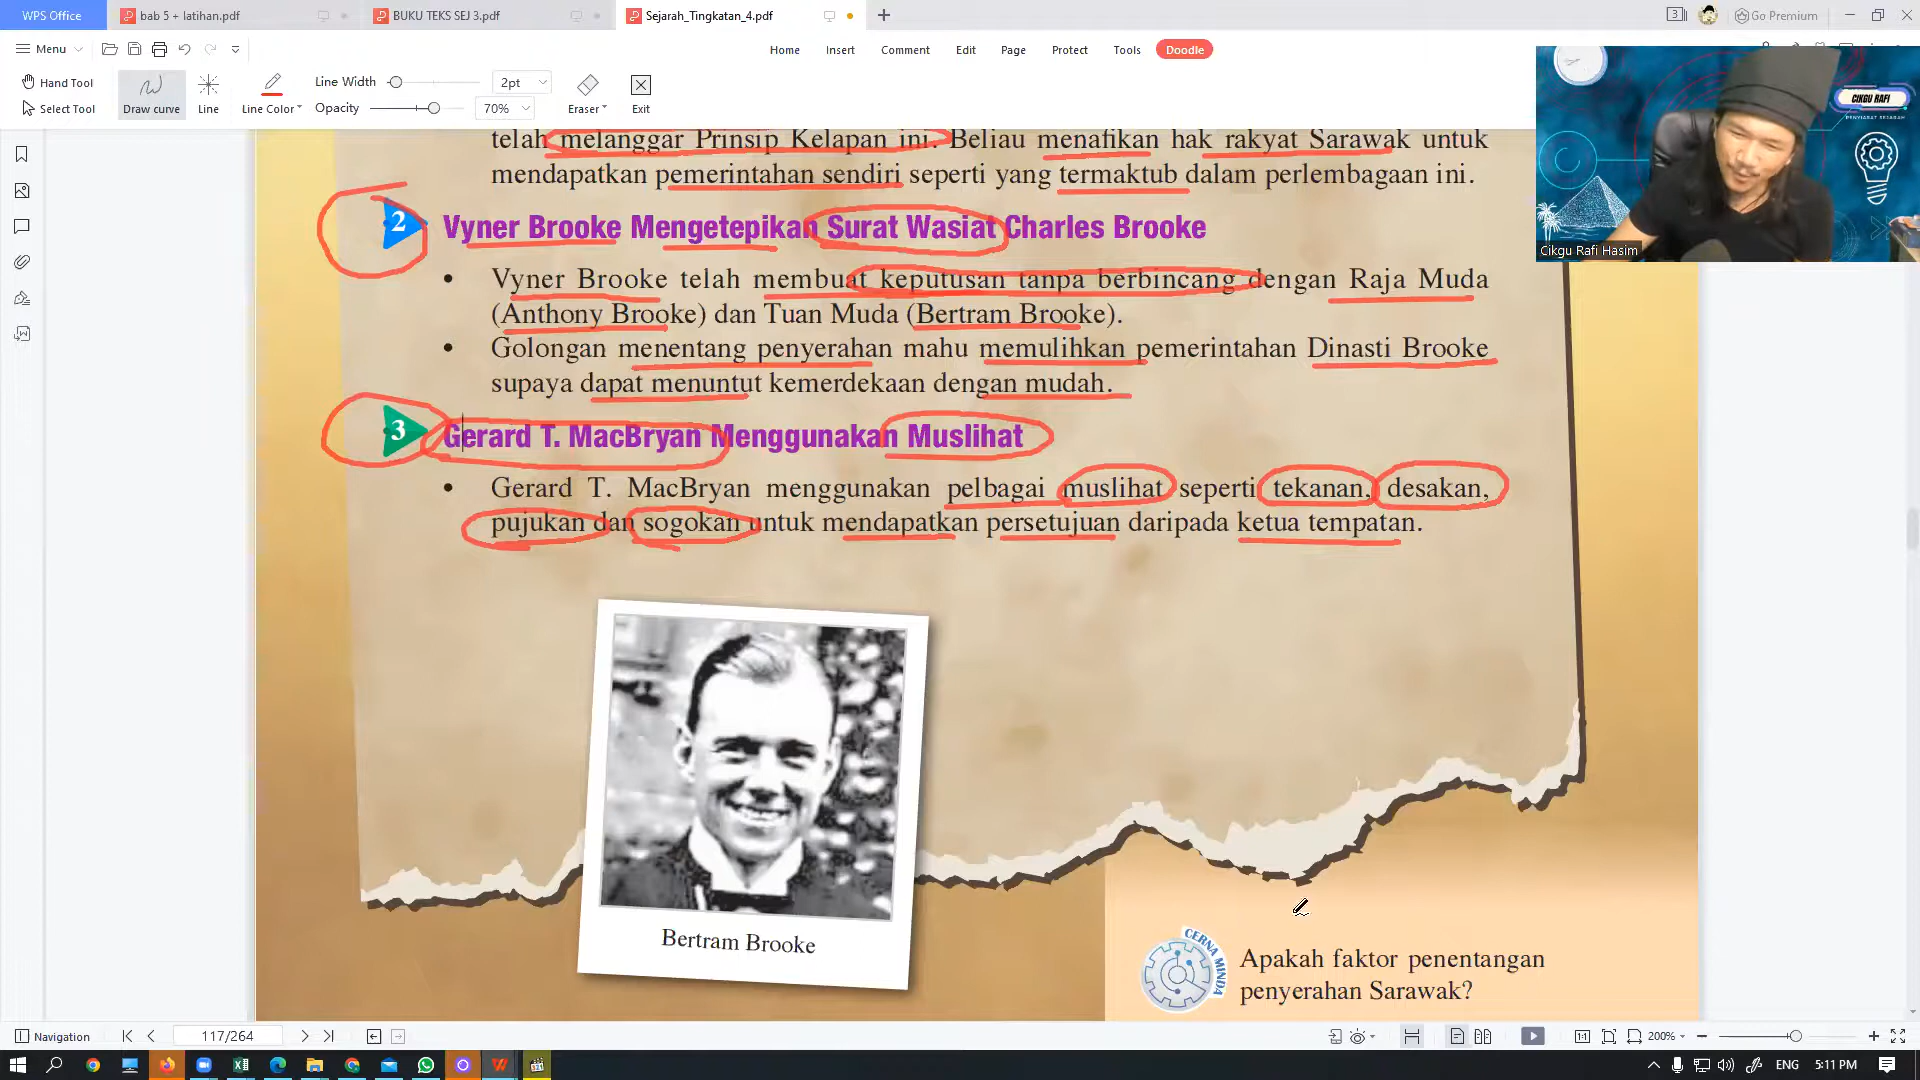 WPS Office
bab 5 + latihan.pdf
BUKU TEKS SEJ 3.pdf
Sejarah_Tingkatan_4.pdf
3
Go Premium
Menu
Home Insert Comment Edit Page Protect Tools Doodle
Hand Tool
Select Tool
Draw curve
Line
Line Color
Line Width
2pt
Opacity
70%
Eraser
Exit
CIKGU RAFI
PENYIARAT SEJARAH
Cikgu Rafi Hasim
telah melanggar Prinsip Kelapan ini. Beliau menafikan hak rakyat Sarawak untuk
mendapatkan pemerintahan sendiri seperti yang termaktub dalam perlembagaan ini.
2 Vyner Brooke Mengetepikan Surat Wasiat Charles Brooke
• Vyner Brooke telah membuat keputusan tanpa berbincang dengan Raja Muda
(Anthony Brooke) dan Tuan Muda (Bertram Brooke).
• Golongan menentang penyerahan mahu memulihkan pemerintahan Dinasti Brooke
supaya dapat menuntut kemerdekaan dengan mudah.
3 Gerard T. MacBryan Menggunakan Muslihat
• Gerard T. MacBryan menggunakan pelbagai muslihat seperti tekanan, desakan,
pujukan dan sogokan untuk mendapatkan persetujuan daripada ketua tempatan.
Bertram Brooke
CERNA MINDA
Apakah faktor penentangan
penyerahan Sarawak?
Navigation
117/264
200%
ENG
5:11 PM